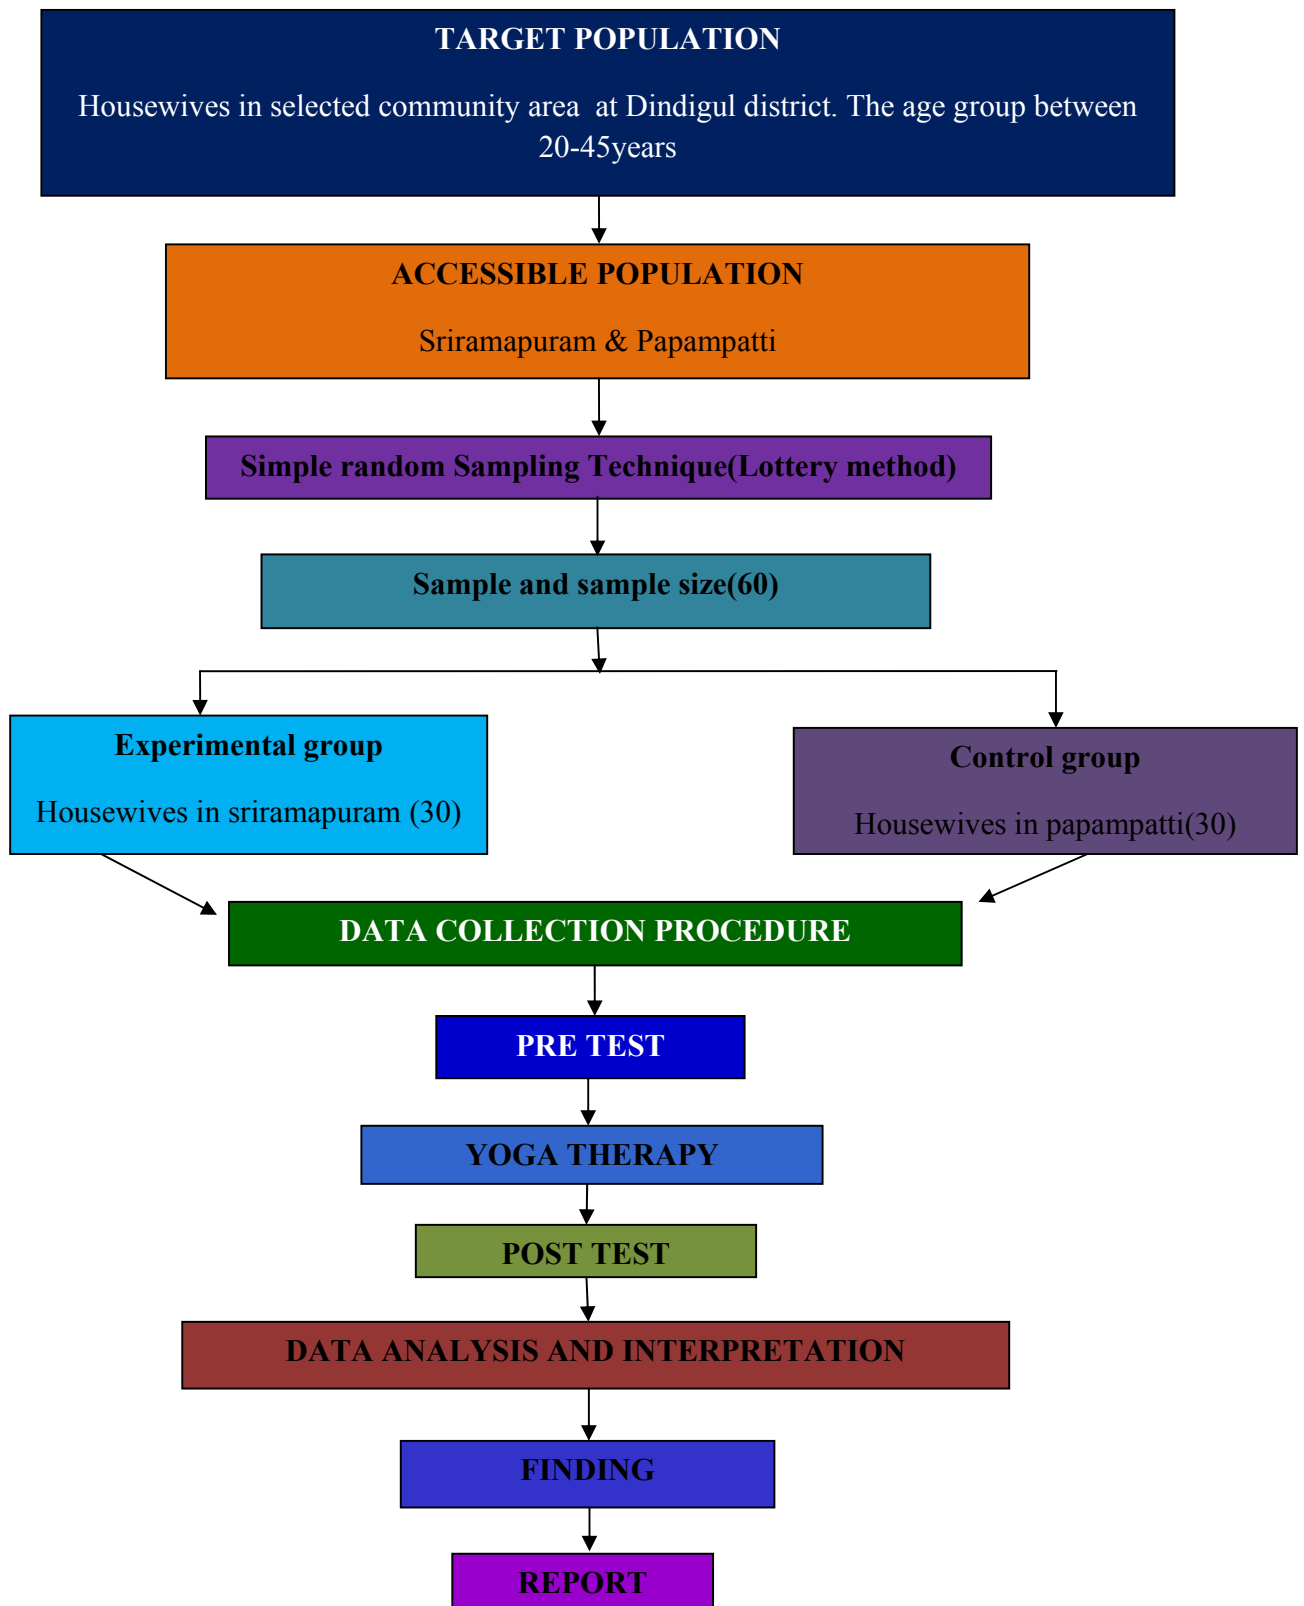 TARGET POPULATION
Housewives in selected community area at Dindigul district. The age group between
20-45years
ACCESSIBLE POPULATION
Sriramapuram & Papampatti
Simple random Sampling Technique(Lottery method)
Sample and sample size(60)
Experimental group
Housewives in sriramapuram (30)
Control group
Housewives in papampatti(30)
DATA COLLECTION PROCEDURE
PRE TEST
YOGA THERAPY
POST TEST
DATA ANALYSIS AND INTERPRETATION
FINDING
REPORT